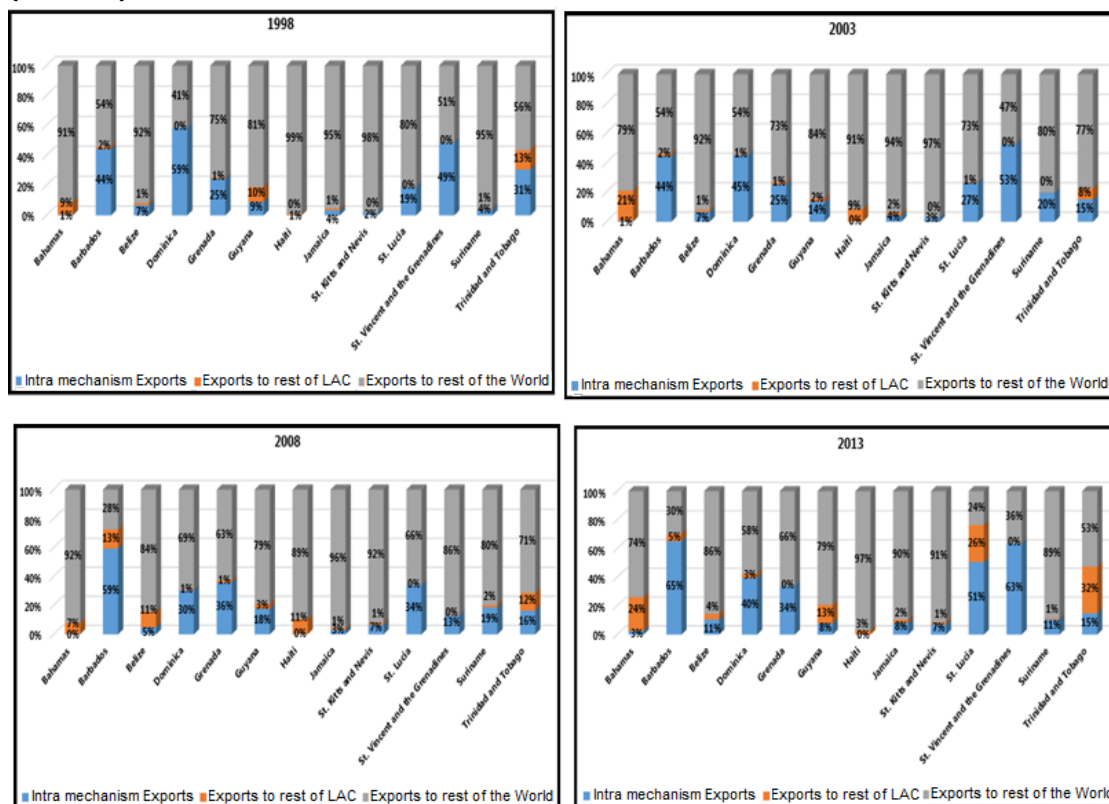 1998
100%
80%
60%
40%
20%
0%
91% 54% 92% 41% 75% 81% 99% 95% 98% 80% 51% 95% 56%
9% 2% 1% 0% 1% 10% 0% 1% 0% 0% 0% 1% 13%
1% 44% 7% 59% 25% 9% 1% 4% 2% 19% 49% 4% 31%
Bahamas
Barbados
Belize
Dominica
Grenada
Guyana
Haiti
Jamaica
St. Kitts and Nevis
St. Lucia
St. Vincent and the Grenadines
Suriname
Trinidad and Tobago
Intra mechanism Exports Exports to rest of LAC Exports to rest of the World
2003
100%
80%
60%
40%
20%
0%
79% 54% 92% 54% 73% 84% 91% 94% 97% 73% 47% 80% 77%
21% 2% 1% 1% 1% 2% 9% 2% 0% 1% 0% 0% 8%
1% 44% 7% 45% 25% 14% 0% 4% 3% 27% 53% 20% 15%
Bahamas
Barbados
Belize
Dominica
Grenada
Guyana
Haiti
Jamaica
St. Kitts and Nevis
St. Lucia
St. Vincent and the Grenadines
Suriname
Trinidad and Tobago
Intra mechanism Exports Exports to rest of LAC Exports to rest of the World
2008
100%
80%
60%
40%
20%
0%
92% 28% 84% 69% 63% 79% 89% 96% 92% 66% 86% 80% 71%
7% 13% 11% 1% 1% 3% 11% 1% 1% 0% 0% 2% 12%
0% 59% 5% 30% 36% 18% 0% 3% 7% 34% 13% 19% 16%
Bahamas
Barbados
Belize
Dominica
Grenada
Guyana
Haiti
Jamaica
St. Kitts and Nevis
St. Lucia
St. Vincent and the Grenadines
Suriname
Trinidad and Tobago
Intra mechanism Exports Exports to rest of LAC Exports to rest of the World
2013
100%
80%
60%
40%
20%
0%
74% 30% 86% 58% 66% 79% 97% 90% 91% 24% 36% 89% 53%
24% 5% 4% 3% 0% 13% 3% 2% 1% 26% 0% 1% 32%
3% 65% 11% 40% 34% 8% 0% 8% 7% 51% 63% 11% 15%
Bahamas
Barbados
Belize
Dominica
Grenada
Guyana
Haiti
Jamaica
St. Kitts and Nevis
St. Lucia
St. Vincent and the Grenadines
Suriname
Trinidad and Tobago
Intra mechanism Exports Exports to rest of LAC Exports to rest of the World